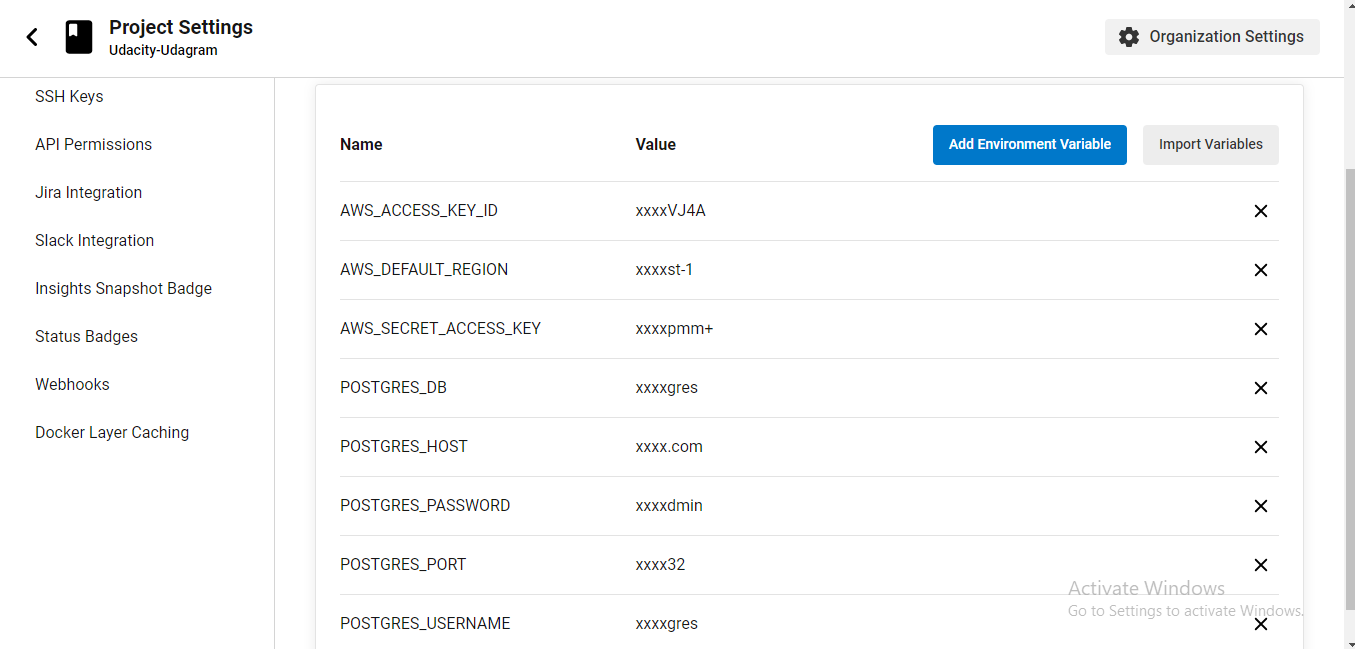 Project Settings
Udacity-Udagram
Organization Settings
SSH Keys
API Permissions
Jira Integration
Slack Integration
Insights Snapshot Badge
Status Badges
Webhooks
Docker Layer Caching
Name Value Add Environment Variable Import Variables
AWS_ACCESS_KEY_ID xxxxVJ4A
AWS_DEFAULT_REGION xxxxst-1
AWS_SECRET_ACCESS_KEY xxxxpmm+
POSTGRES_DB xxxxgres
POSTGRES_HOST xxxx.com
POSTGRES_PASSWORD xxxxdmin
POSTGRES_PORT xxxx32
POSTGRES_USERNAME xxxxgres
Activate Windows
Go to Settings to activate Windows.